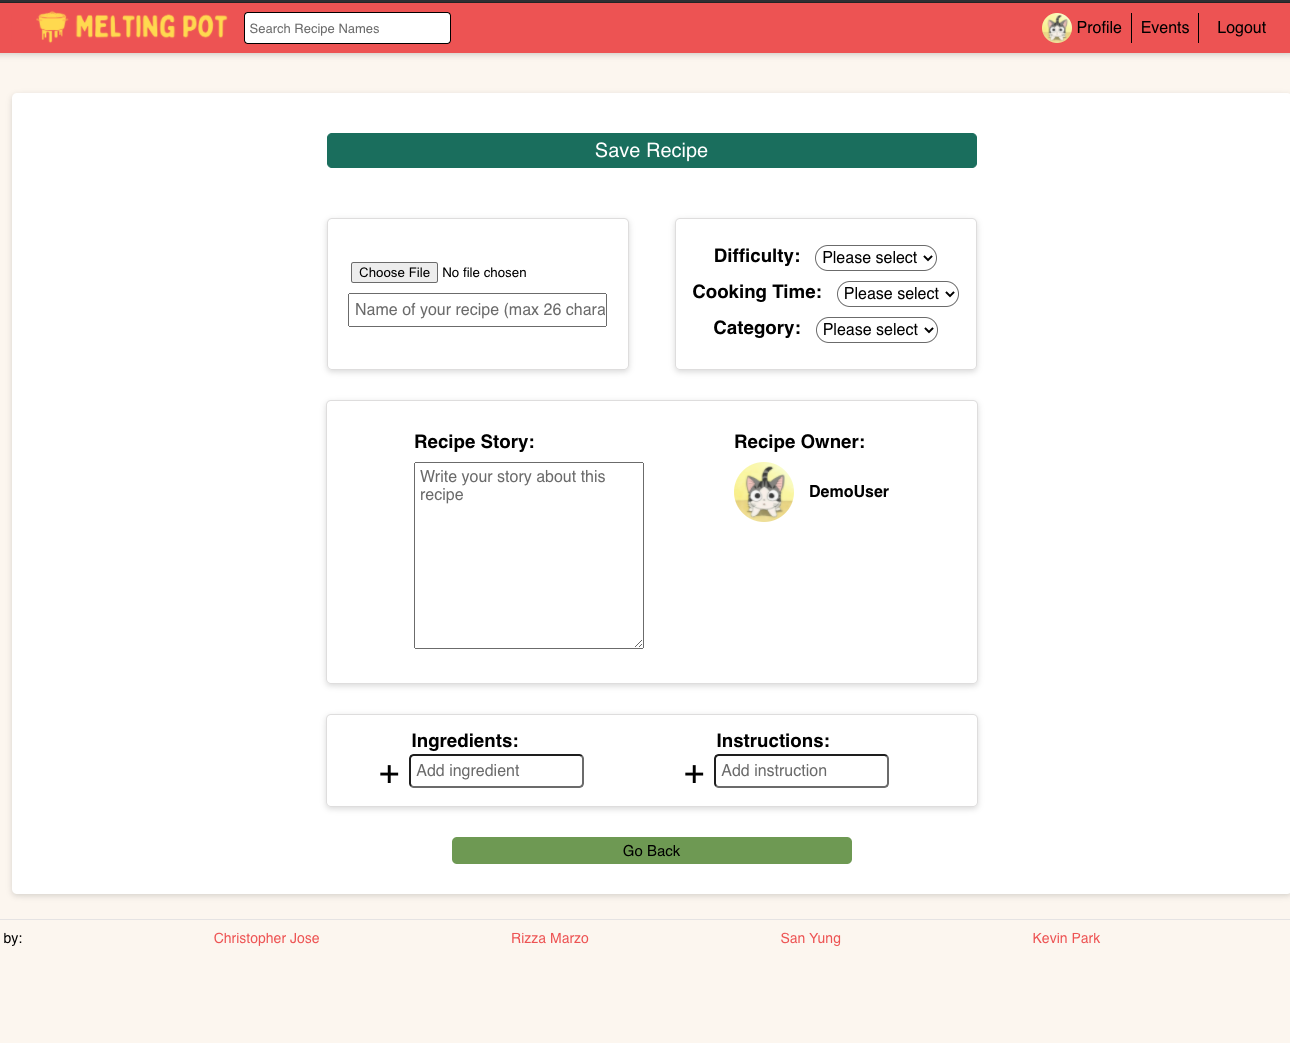 MELTING POT
Search Recipe Names
Profile
Events
Logout
Save Recipe
Choose File No file chosen
Name of your recipe (max 26 chara
Difficulty: Please select
Cooking Time: Please select
Category: Please select
Recipe Story:
Write your story about this
recipe
Recipe Owner:
DemoUser
Ingredients:
+ Add ingredient
Instructions:
+ Add instruction
Go Back
by: Christopher Jose Rizza Marzo San Yung Kevin Park